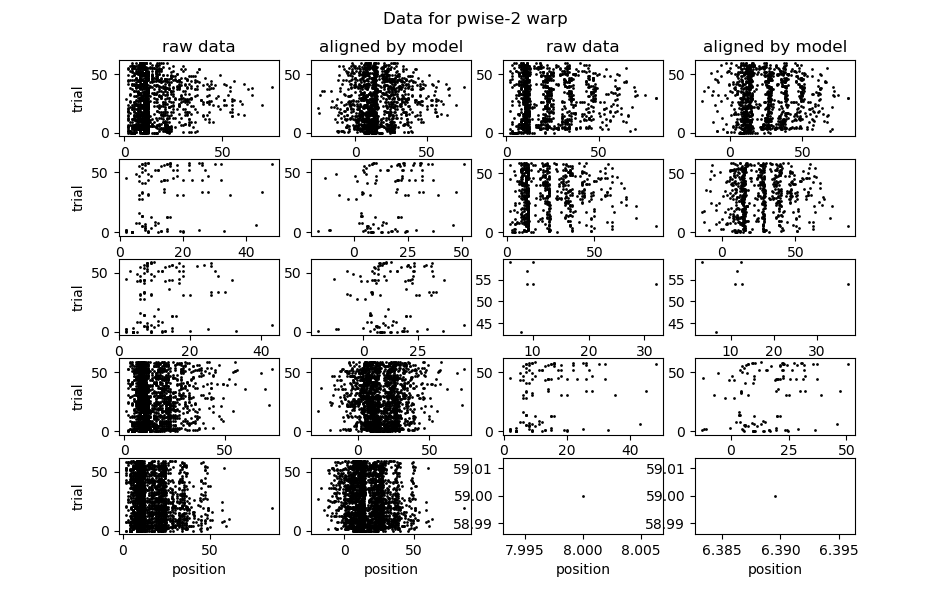 Data for pwise-2 warp
raw data aligned by model raw data aligned by model
trial 50 0 50 0 50 0 50 0
0 50 0 50 0 50 0 50
trial 50 0 50 0 50 0 50 0
0 20 40 0 25 50 0 50 0 50
trial 50 0 50 0 55 50 45 55 50 45
0 20 40 0 25 10 20 30 10 20 30
trial 50 0 50 0 50 0 50 0
0 50 0 50 0 20 40 0 25 50
trial 50 0 50 0 59.01 59.00 58.99 59.01 59.00 58.99
0 50 0 50 7.995 8.000 8.005 6.385 6.390 6.395
position position position position